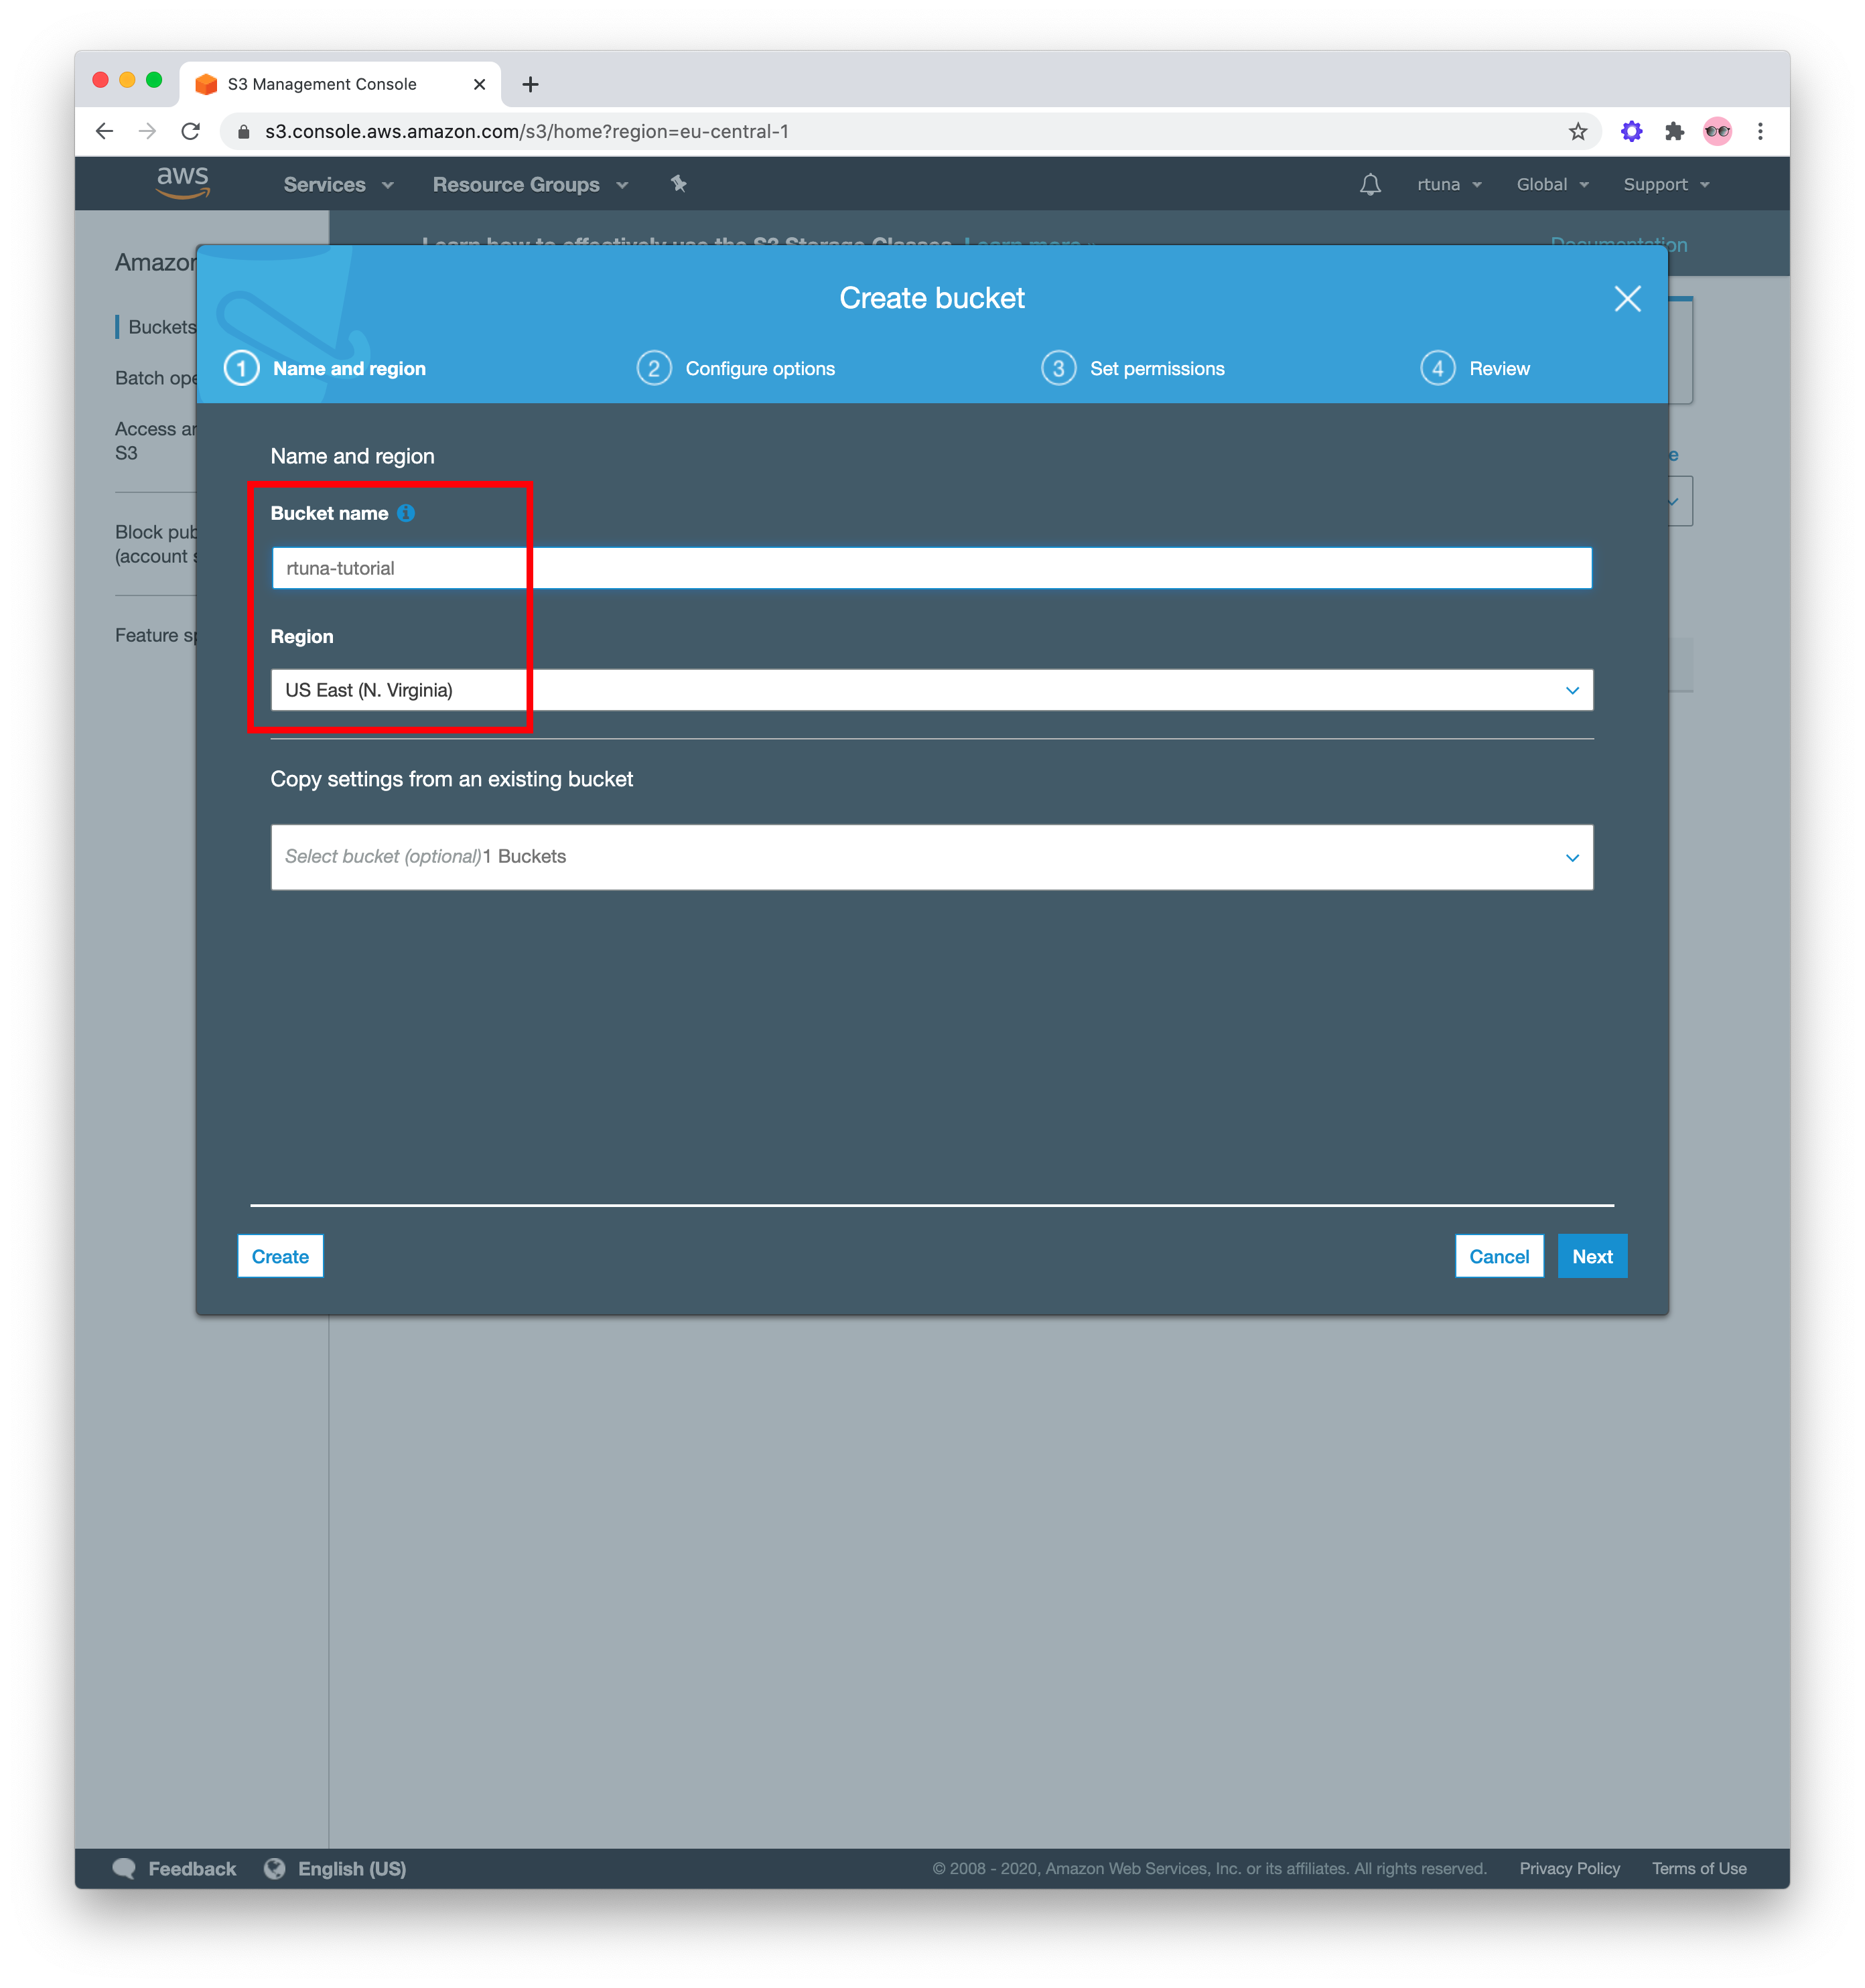 S3 Management Console
s3.console.aws.amazon.com/s3/home?region=eu-central-1
aws Services Resource Groups rtuna Global Support
Learn how to effectively use the S3 Storage Classes. Learn more » Documentation
Amazon
Create bucket
Buckets
1 Name and region 2 Configure options 3 Set permissions 4 Review
Batch ope
Access an
S3
Name and region
Bucket name
rtuna-tutorial
Block pub
(account s
Region
Feature sp
US East (N. Virginia)
Copy settings from an existing bucket
Select bucket (optional)1 Buckets
Create Cancel Next
Feedback English (US) © 2008 - 2020, Amazon Web Services, Inc. or its affiliates. All rights reserved. Privacy Policy Terms of Use